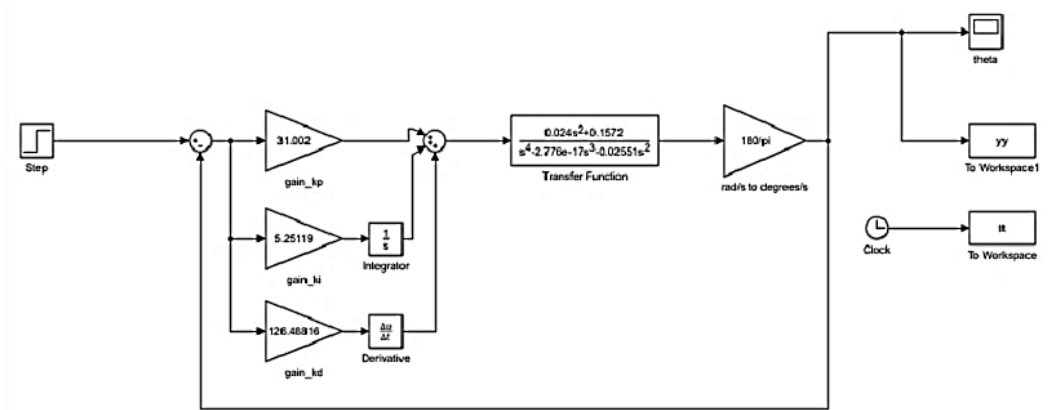 Step
31.002
gain_kp
5.25119
gain_ki
1
s
Integrator
126.48816
gain_kd
Δu
Δt
Derivative
0.024s²+0.1572
s⁴-2.776e-17s³-0.02551s²
Transfer Function
180/pi
rad/s to degrees/s
theta
yy
To Workspace1
Clock
tt
To Workspace